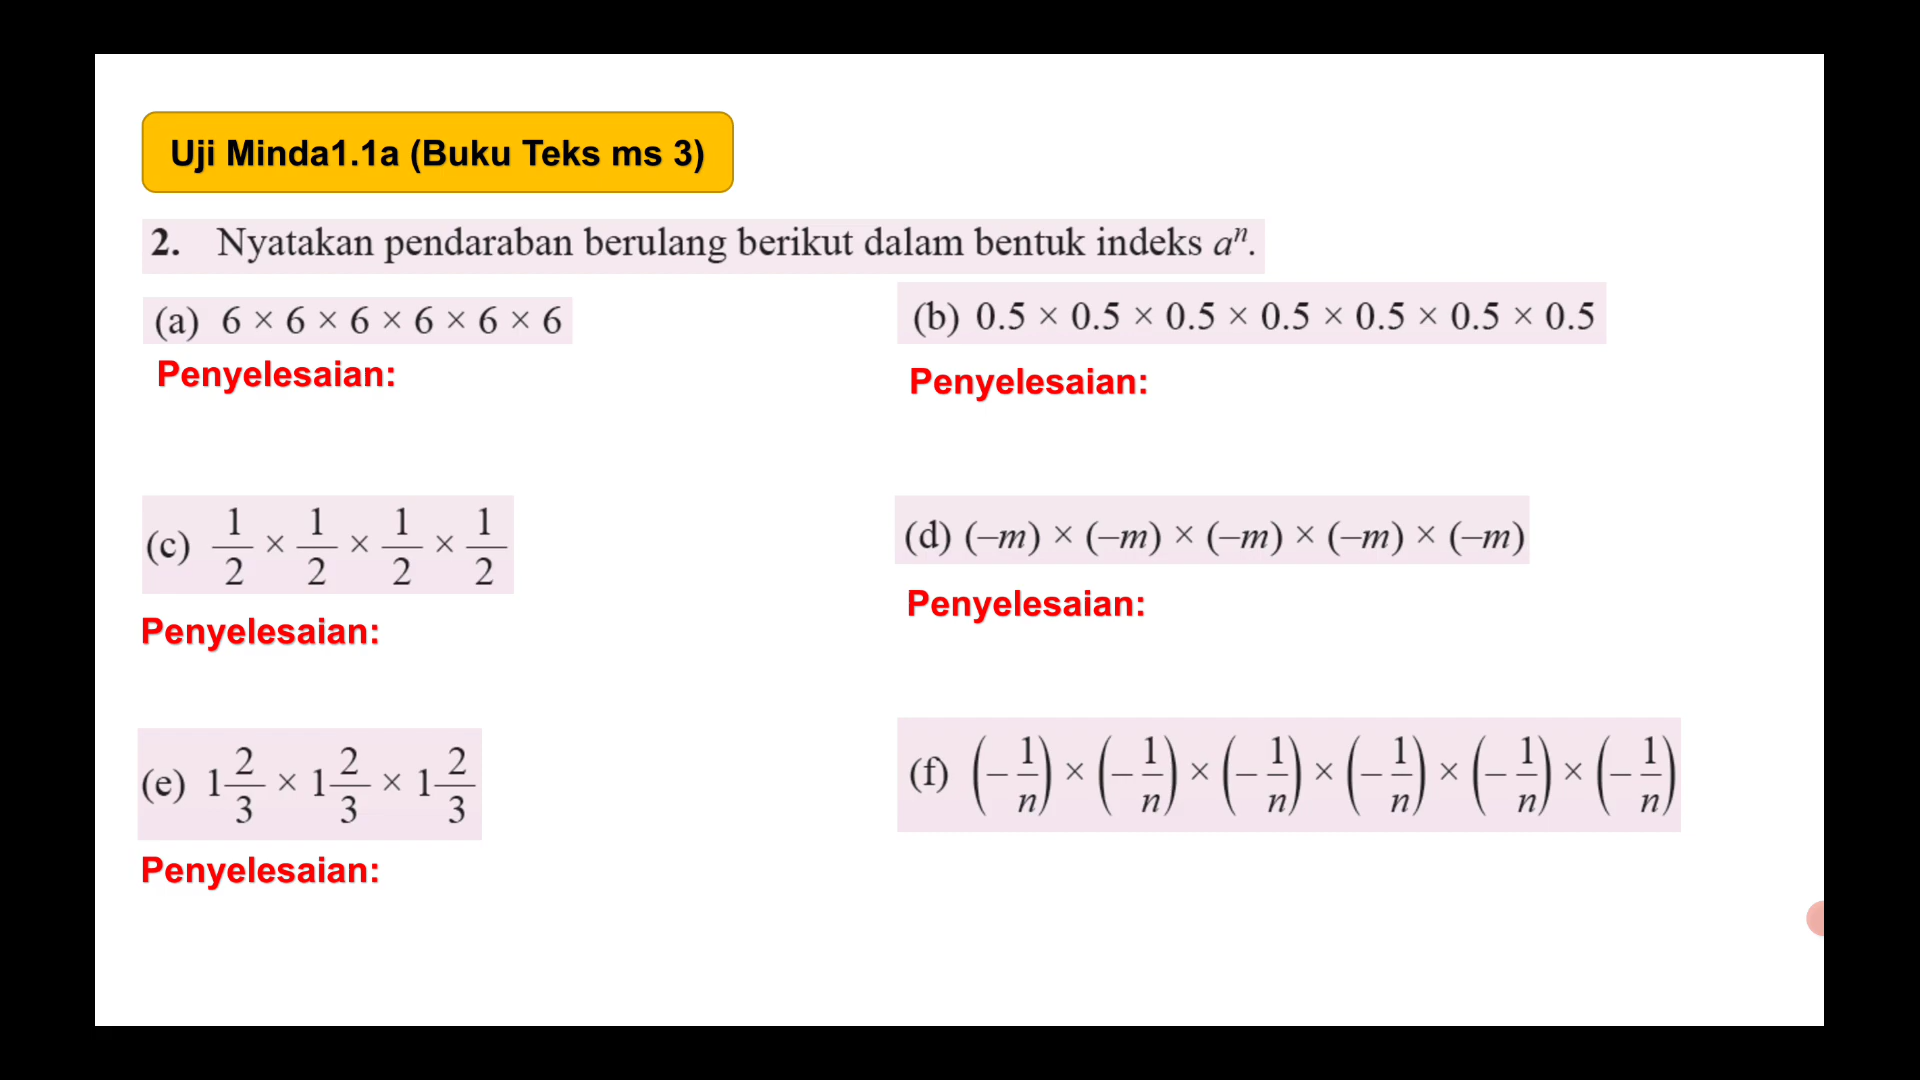 Uji Minda1.1a (Buku Teks ms 3)
2. Nyatakan pendaraban berulang berikut dalam bentuk indeks aⁿ.
(a) 6 × 6 × 6 × 6 × 6 × 6
(b) 0.5 × 0.5 × 0.5 × 0.5 × 0.5 × 0.5 × 0.5
Penyelesaian:
Penyelesaian:
(c) 1/2 × 1/2 × 1/2 × 1/2
(d) (–m) × (–m) × (–m) × (–m) × (–m)
Penyelesaian:
Penyelesaian:
(e) 1 2/3 × 1 2/3 × 1 2/3
(f) (– 1/n) × (– 1/n) × (– 1/n) × (– 1/n) × (– 1/n) × (– 1/n)
Penyelesaian: